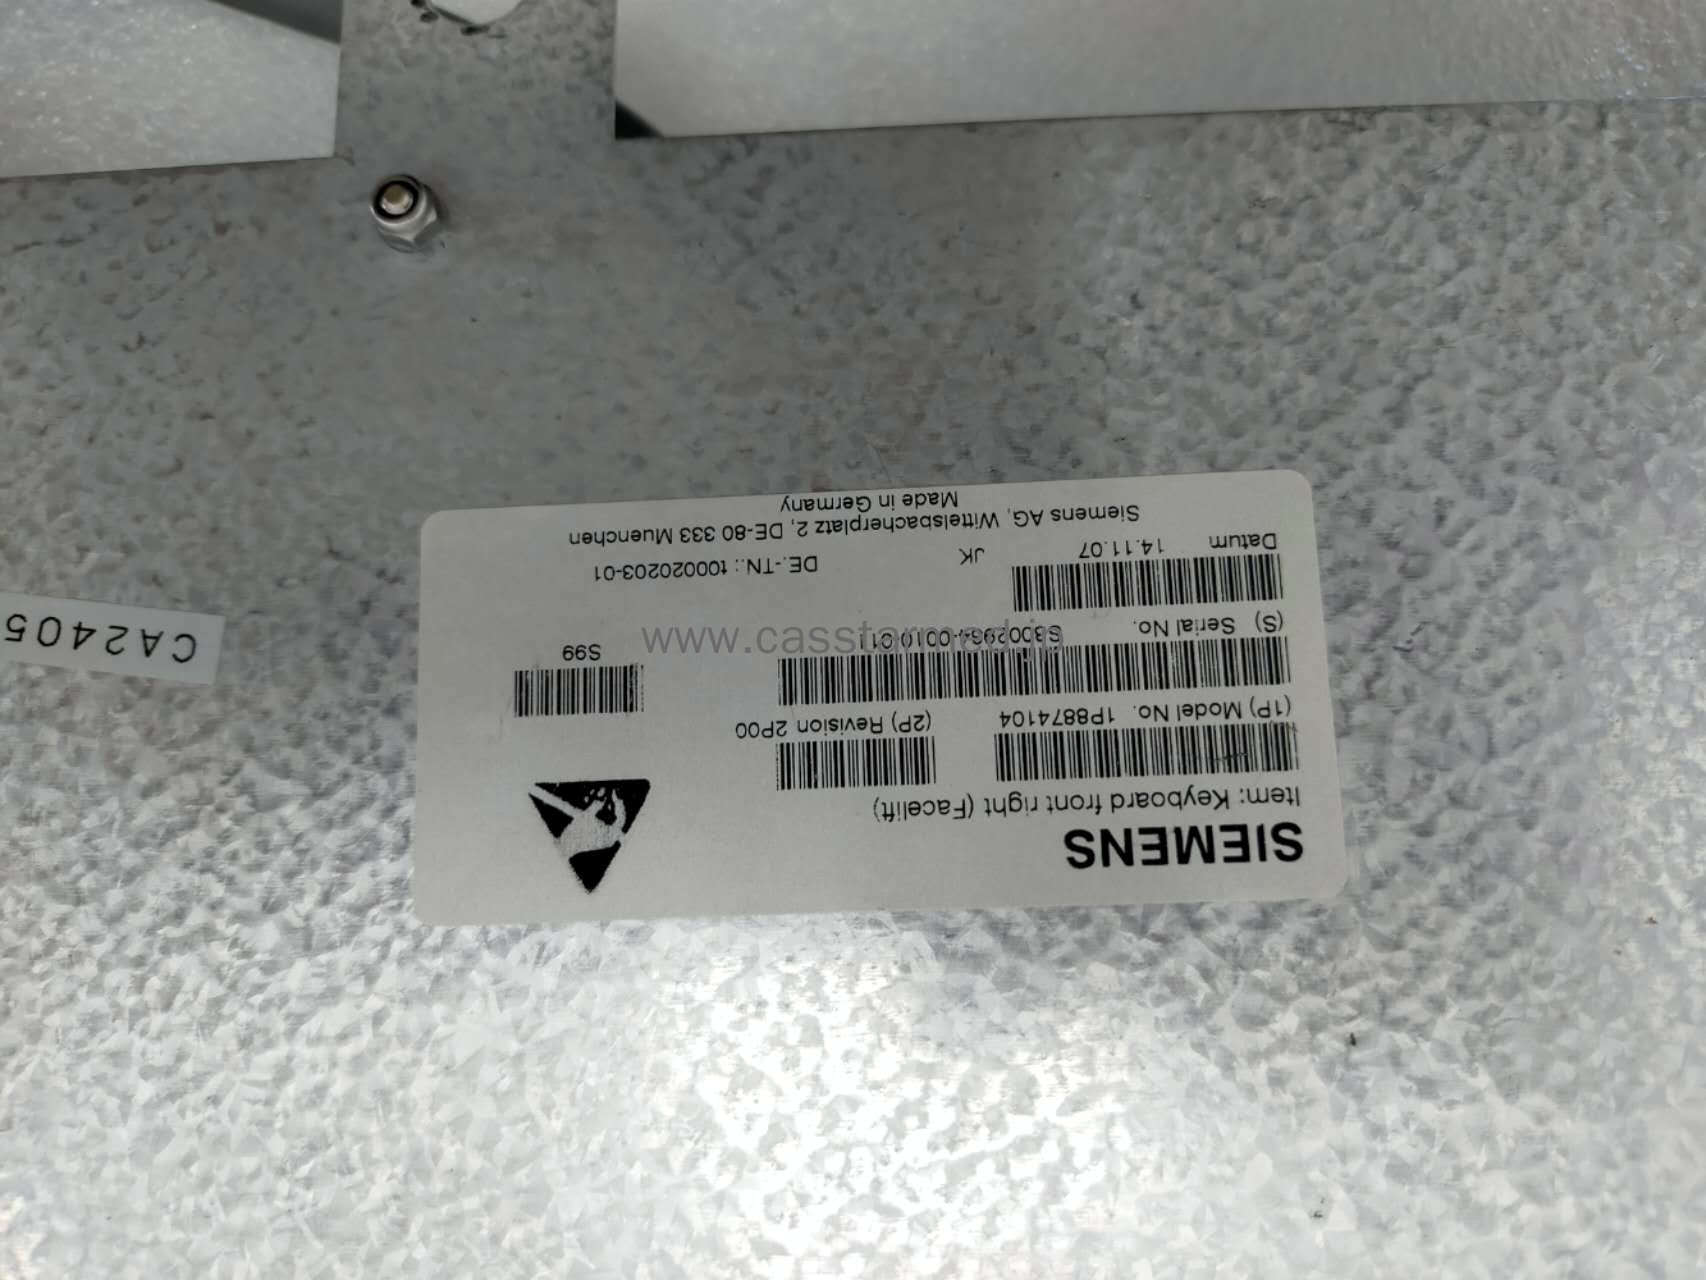 SIEMENS
Item: Keyboard front right (Facelift)
(1P) Model No. 1P8874104 (2P) Revision 2P00
(S) Serial No. S99
Datum 14.11.07 JK DE.-TN.: t00020203-01
Siemens AG, Wittelsbacherplatz 2, DE-80 333 Muenchen
Made in Germany
CA2405
www.casstarmed.jp